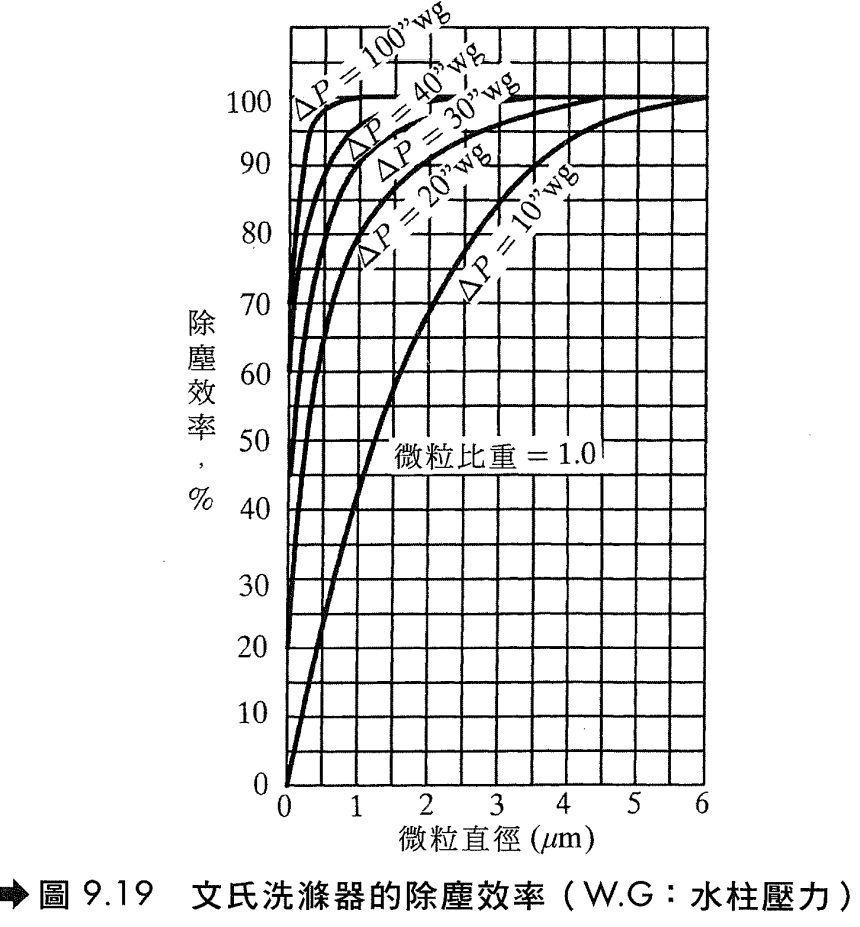 ΔP = 100”wg
ΔP = 40”wg
ΔP = 30”wg
ΔP = 20”wg
ΔP = 10”wg
100
90
80
70
60
50
40
30
20
10
0
除塵效率，%
微粒比重 = 1.0
0 1 2 3 4 5 6
微粒直徑 (μm)
➡ 圖 9.19 文氏洗滌器的除塵效率（W.G：水柱壓力）